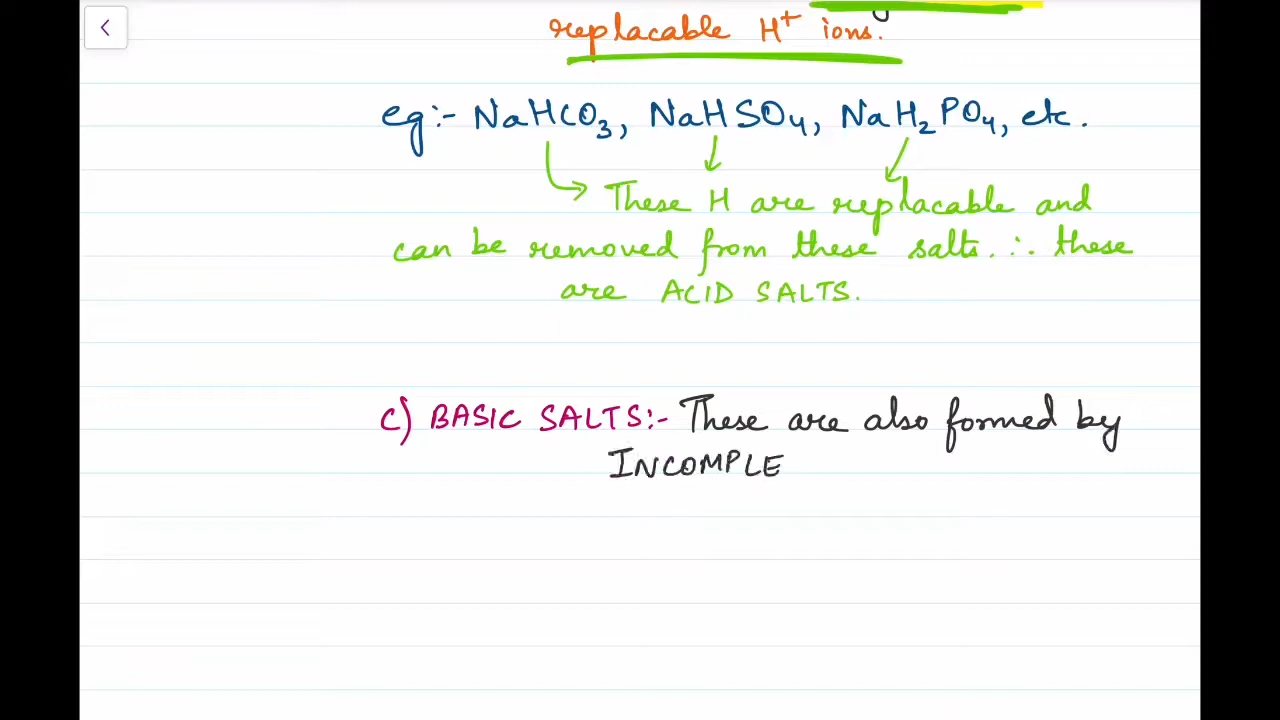 replacable H⁺ ions.
eg:- NaHCO₃, NaHSO₄, NaH₂PO₄, etc.
These H are replacable and
can be removed from these salts. ∴ these
are ACID SALTS.
c) BASIC SALTS:- These are also formed by
INCOMPLE